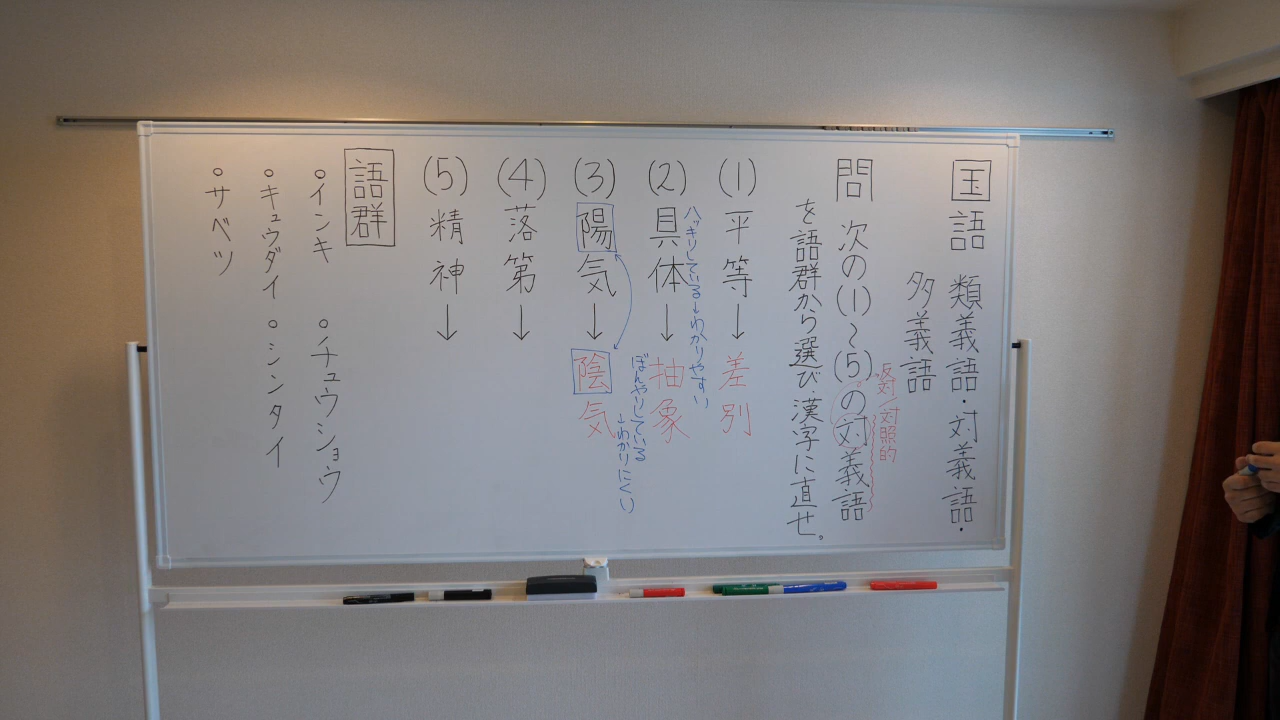 国語 類義語・対義語・
多義語
問 次の(1)～(5)の対義語
反対/対照的
を語群から選び、漢字に直せ。
(1) 平等→差別
(2) 具体→抽象
ハッキリしている→わかりやすい
ぼんやりしている
→わかりにくい
(3) 陽気→陰気
(4) 落第→
(5) 精神→
語群
○インキ ○チュウショウ
○キュウダイ ○シンタイ
○サベツ